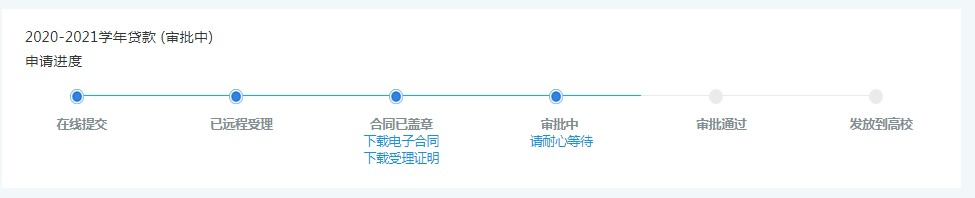 2020-2021学年贷款 (审批中)
申请进度
在线提交 已远程受理 合同已盖章 审批中 审批通过 发放到高校
下载电子合同 请耐心等待
下载受理证明